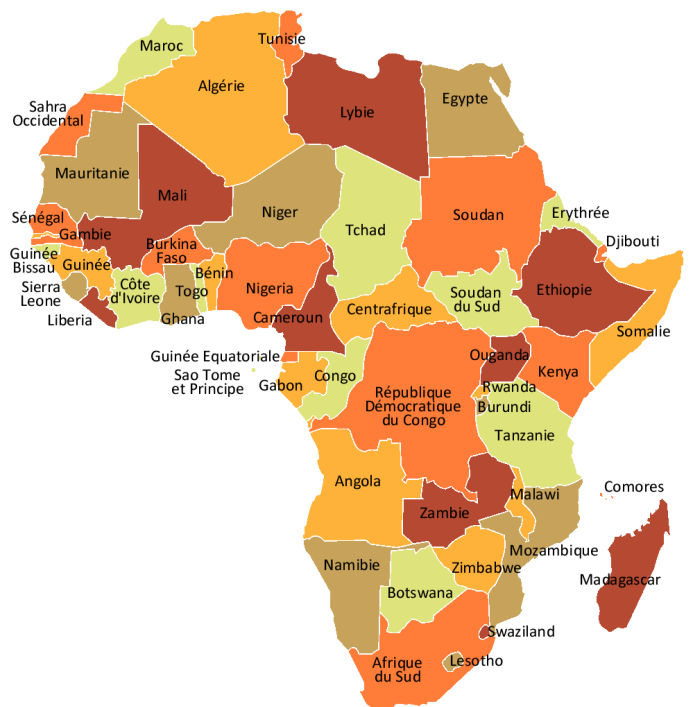 Maroc
Tunisie
Algérie
Lybie
Egypte
Sahra
Occidental
Mauritanie
Mali
Niger
Tchad
Soudan
Erythrée
Djibouti
Sénégal
Gambie
Burkina
Faso
Guinée
Bissau
Guinée
Bénin
Nigeria
Sierra
Leone
Côte
d'Ivoire
Togo
Ghana
Liberia
Cameroun
Centrafrique
Soudan
du Sud
Ethiopie
Somalie
Guinée Equatoriale
Sao Tome
et Principe
Gabon
Congo
République
Démocratique
du Congo
Ouganda
Kenya
Rwanda
Burundi
Tanzanie
Angola
Zambie
Malawi
Comores
Mozambique
Namibie
Zimbabwe
Botswana
Madagascar
Swaziland
Afrique
du Sud
Lesotho